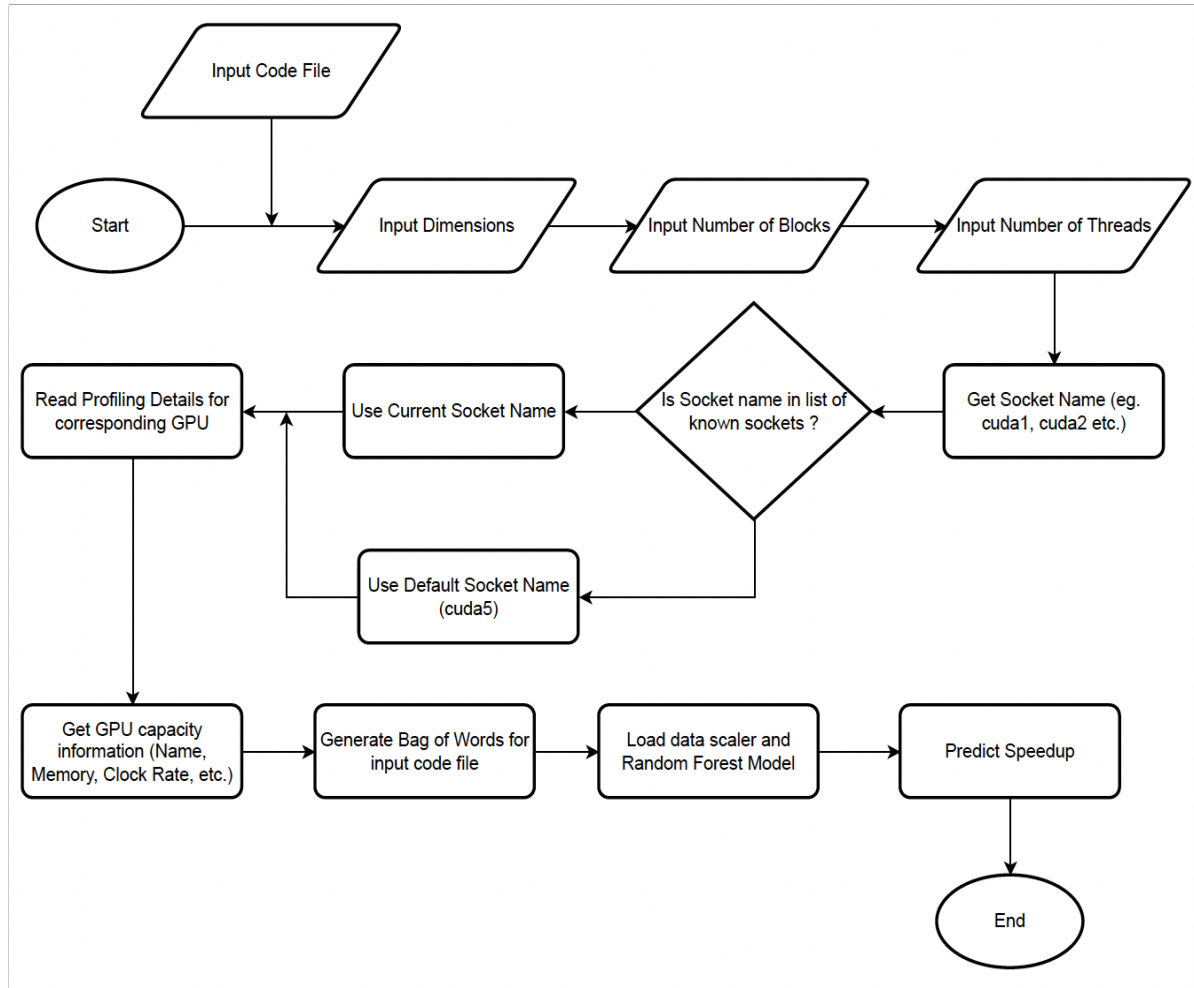 Input Code File
Start
Input Dimensions
Input Number of Blocks
Input Number of Threads
Get Socket Name (eg.
cuda1, cuda2 etc.)
Is Socket name in list of
known sockets ?
Use Current Socket Name
Read Profiling Details for
corresponding GPU
Use Default Socket Name
(cuda5)
Get GPU capacity
information (Name,
Memory, Clock Rate, etc.)
Generate Bag of Words for
input code file
Load data scaler and
Random Forest Model
Predict Speedup
End